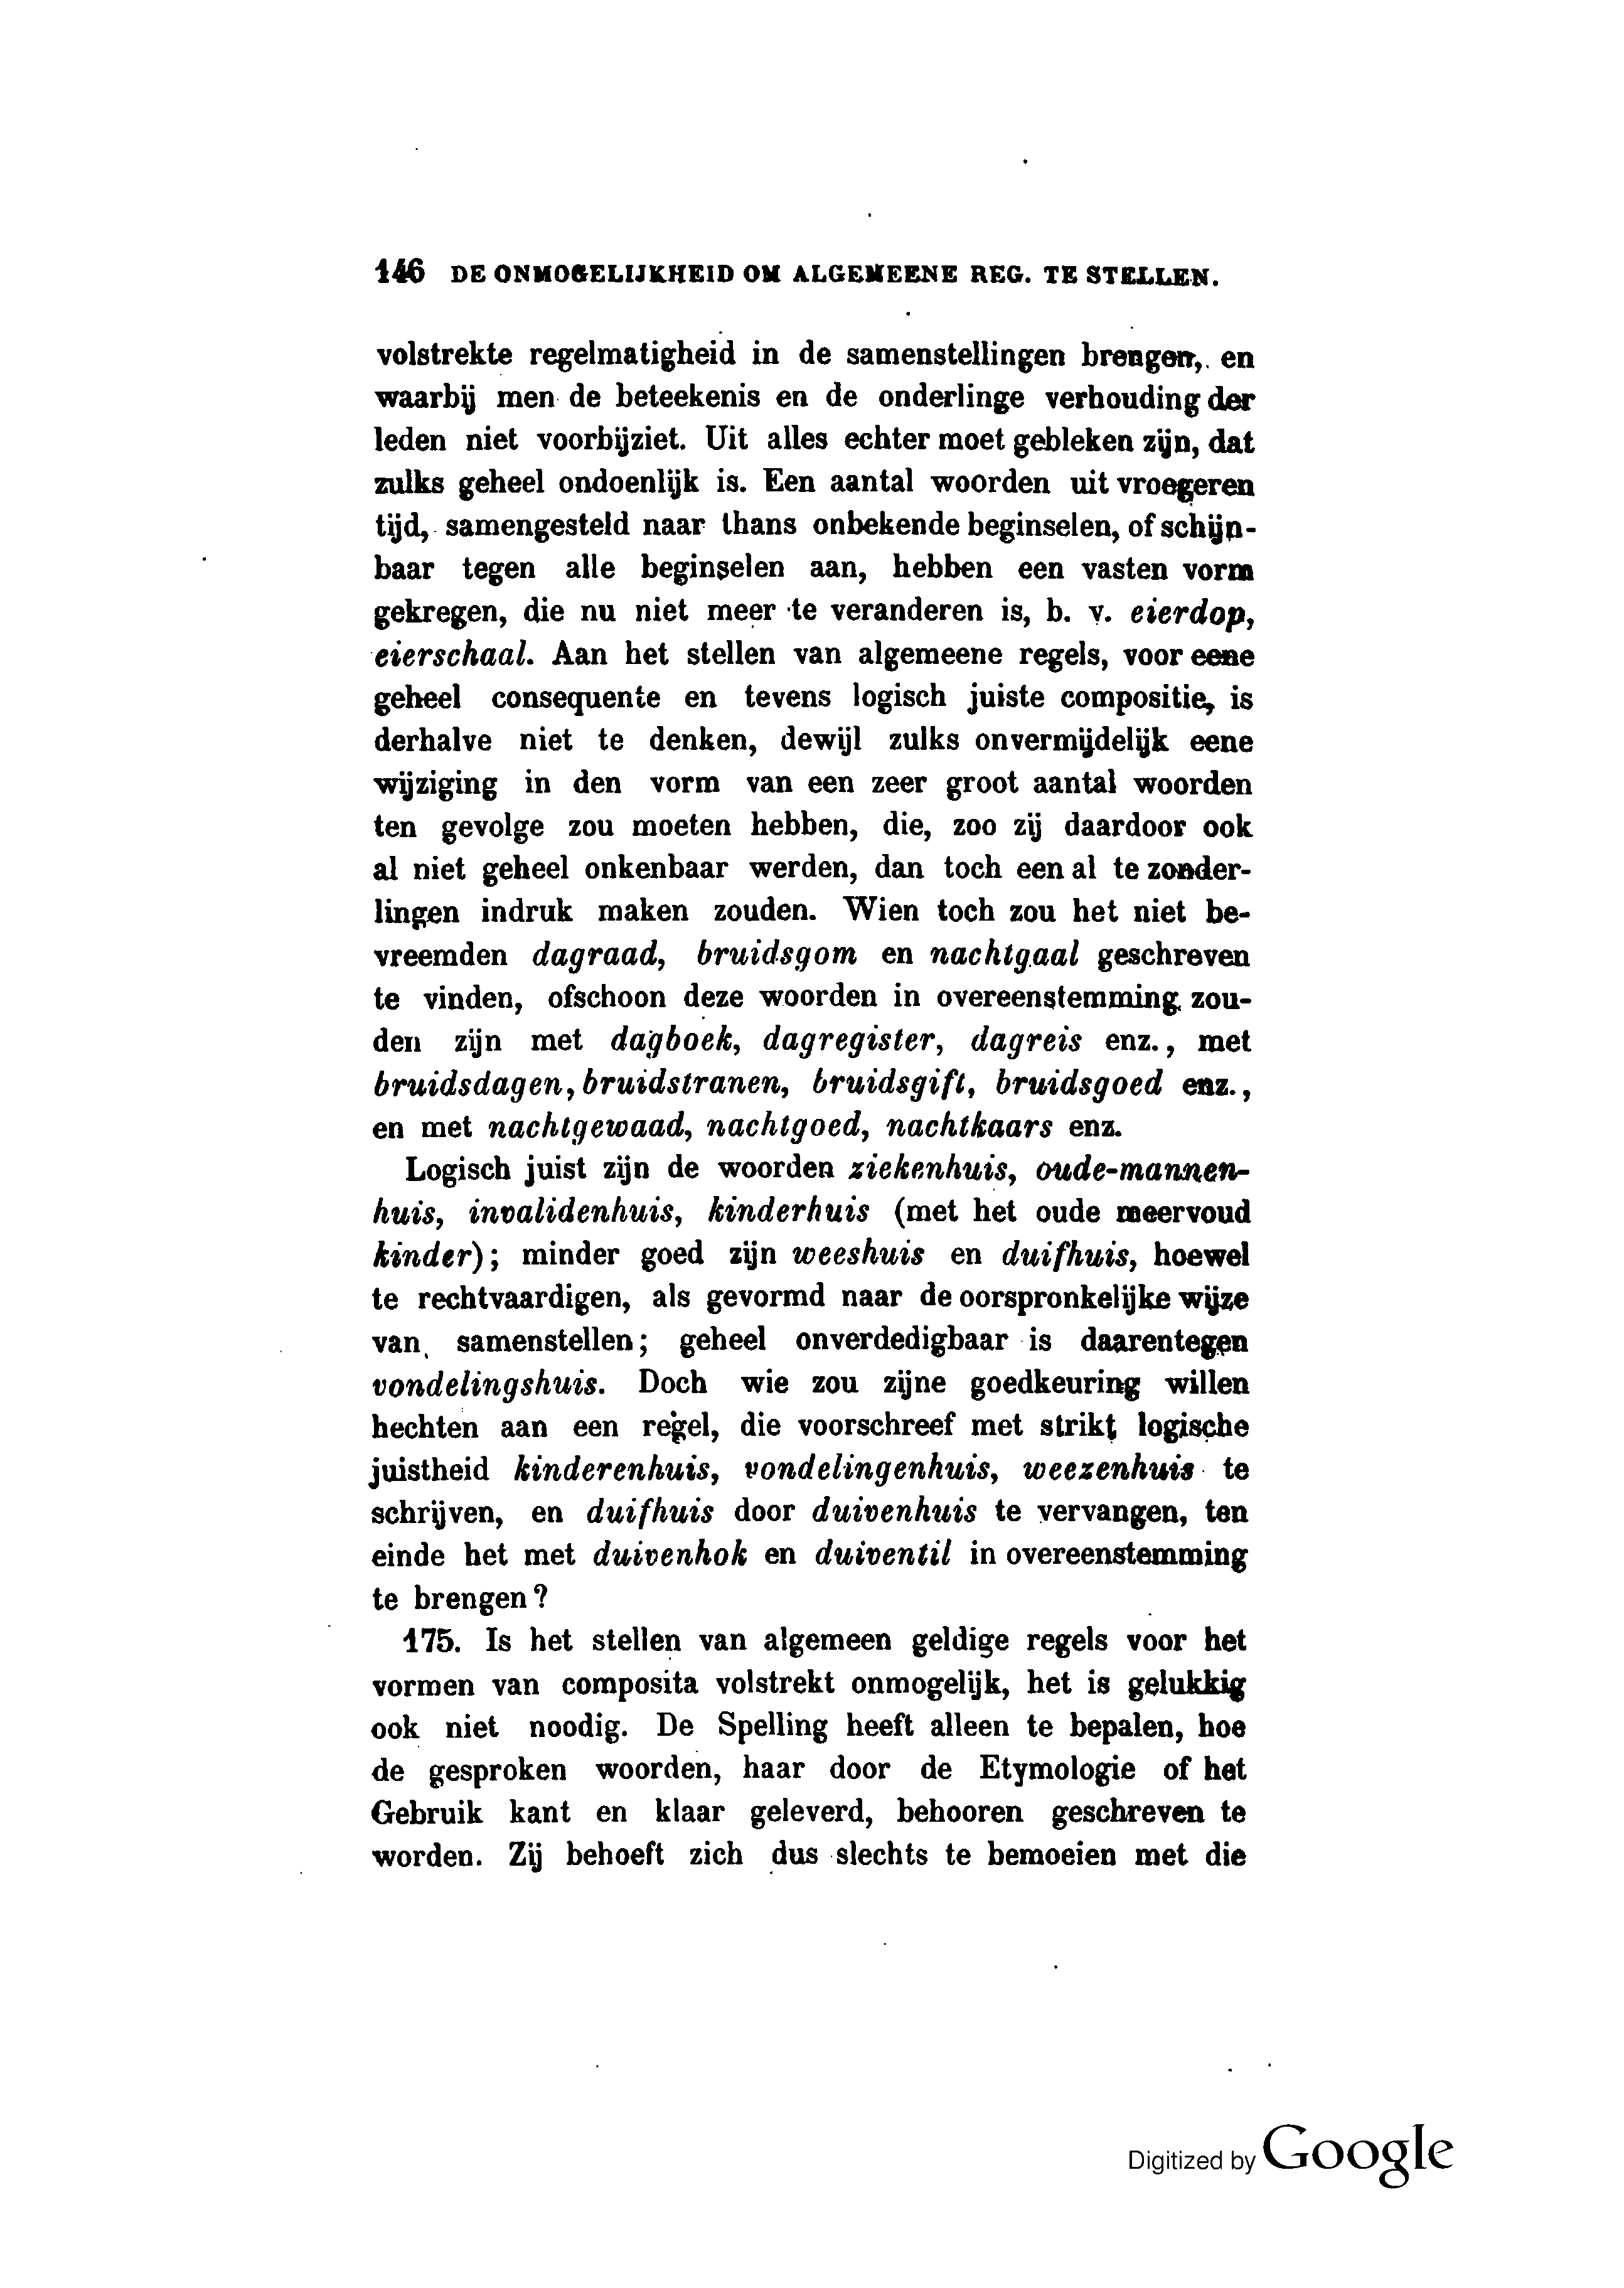 146 DE ONMOGELIJKHEID OM ALGEMEENE REG. TE STELLEN.
volstrekte regelmatigheid in de samenstellingen brengen, en
waarbij men de beteekenis en de onderlinge verhouding der
leden niet voorbijziet. Uit alles echter moet gebleken zijn, dat
zulks geheel ondoenlijk is. Een aantal woorden uit vroegeren
tijd, samengesteld naar thans onbekende beginselen, of schijn-
baar tegen alle beginselen aan, hebben een vasten vorm
gekregen, die nu niet meer te veranderen is, b. v. eierdop,
eierschaal. Aan het stellen van algemeene regels, voor eene
geheel consequente en tevens logisch juiste compositie, is
derhalve niet te denken, dewijl zulks onvermijdelijk eene
wijziging in den vorm van een zeer groot aantal woorden
ten gevolge zou moeten hebben, die, zoo zij daardoor ook
al niet geheel onkenbaar werden, dan toch een al te zonder-
lingen indruk maken zouden. Wien toch zou het niet be-
vreemden dagraad, bruidsgom en nachtgaal geschreven
te vinden, ofschoon deze woorden in overeenstemming zou-
den zijn met dagboek, dagregister, dagreis enz., met
bruidsdagen, bruidstranen, bruidsgift, bruidsgoed enz.,
en met nachtgewaad, nachtgoed, nachtkaars enz.
Logisch juist zijn de woorden ziekenhuis, oude-mannen-
huis, invalidenhuis, kinderhuis (met het oude meervoud
kinder); minder goed zijn weeshuis en duifhuis, hoewel
te rechtvaardigen, als gevormd naar de oorspronkelijke wijze
van samenstellen; geheel onverdedigbaar is daarentegen
vondelingshuis. Doch wie zou zijne goedkeuring willen
hechten aan een regel, die voorschreef met strikt logische
juistheid kinderenhuis, vondelingenhuis, weezenhuis te
schrijven, en duifhuis door duivenhuis te vervangen, ten
einde het met duivenhok en duiventil in overeenstemming
te brengen?
175. Is het stellen van algemeen geldige regels voor het
vormen van composita volstrekt onmogelijk, het is gelukkig
ook niet noodig. De Spelling heeft alleen te bepalen, hoe
de gesproken woorden, haar door de Etymologie of het
Gebruik kant en klaar geleverd, behooren geschreven te
worden. Zij behoeft zich dus slechts te bemoeien met die
Digitized by Google